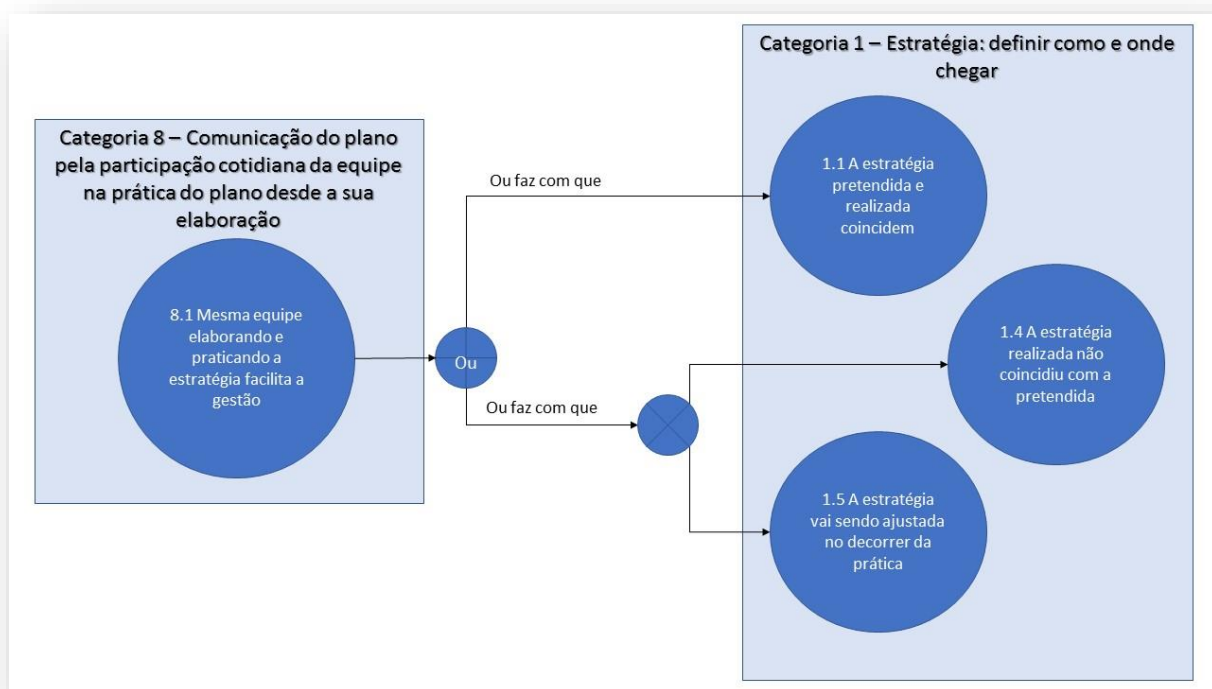 Categoria 8 – Comunicação do plano
pela participação cotidiana da equipe
na prática do plano desde a sua
elaboração
8.1 Mesma equipe
elaborando e
praticando a
estratégia facilita a
gestão
Ou
Ou faz com que
Ou faz com que
Categoria 1 – Estratégia: definir como e onde
chegar
1.1 A estratégia
pretendida e
realizada
coincidem
1.4 A estratégia
realizada não
coincidiu com a
pretendida
1.5 A estratégia
vai sendo ajustada
no decorrer da
prática